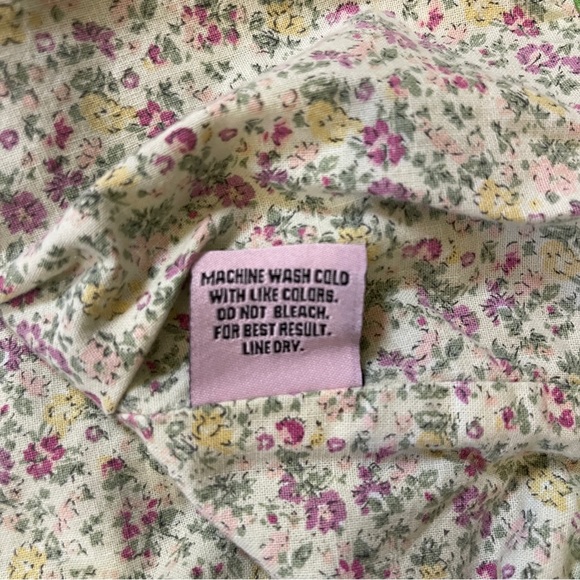 MACHINE WASH COLD
WITH LIKE COLORS.
DO NOT BLEACH.
FOR BEST RESULT.
LINE DRY.